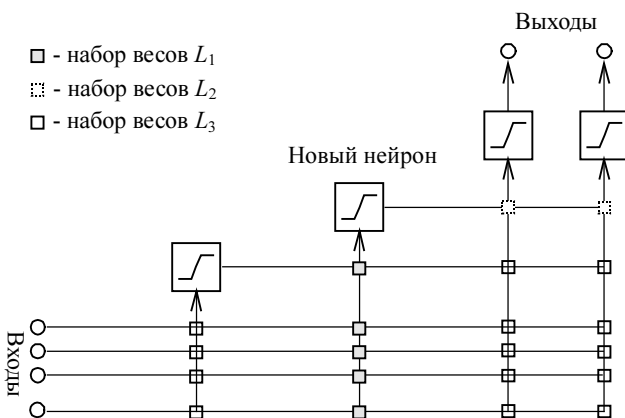 Выходы
- набор весов L1
- набор весов L2
- набор весов L3
Новый нейрон
Входы